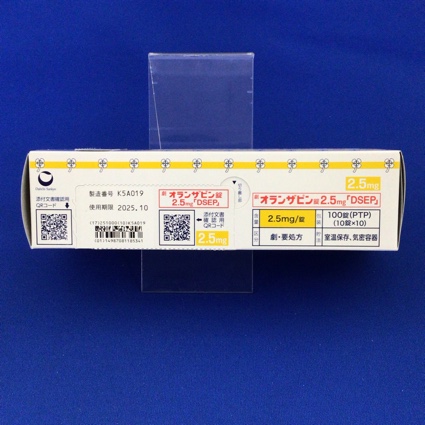 2.5mg
添付文書確認用
QRコード
製造番号 K5A019
使用期限 2025.10
オランザピン錠
2.5mg「DSEP」
添付文書
確認用
QRコード
2.5mg
オランザピン錠2.5mg「DSEP」
2.5mg/錠
100錠(PTP)
(10錠×10)
劇・要処方
室温保存、気密容器